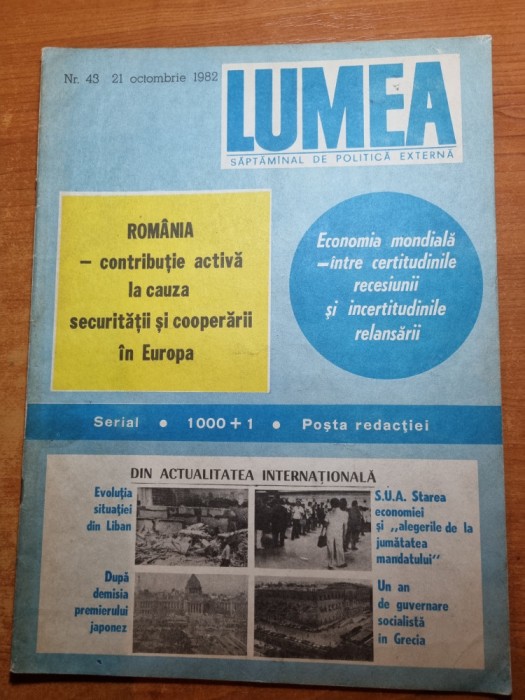 Nr. 43 21 octombrie 1982
LUMEA
SĂPTĂMÎNAL DE POLITICĂ EXTERNĂ
ROMÂNIA
– contribuție activă
la cauza
securității și cooperării
în Europa
Economia mondială
–între certitudinile
recesiunii
și incertitudinile
relansării
Serial • 1000+1 • Poșta redacției
DIN ACTUALITATEA INTERNAȚIONALĂ
Evoluția
situației
din Liban
S.U.A. Starea
economiei
și „alegerile de la
jumătatea
mandatului"
După
demisia
premierului
japonez
Un an
de guvernare
socialistă
în Grecia